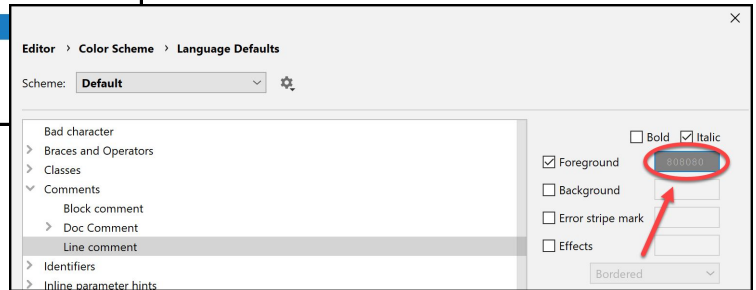 Editor > Color Scheme > Language Defaults
Scheme: Default
Bad character
Bold Italic
Braces and Operators
Foreground 808080
Classes
Comments
Background
Block comment
Doc Comment
Error stripe mark
Line comment
Effects
Identifiers
Bordered
Inline parameter hints